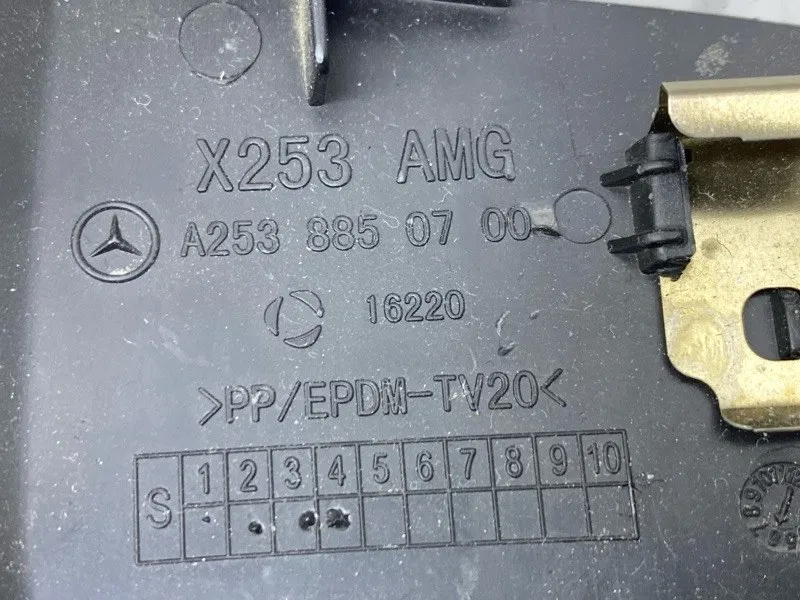 X253 AMG
A253 885 07 00
16220
>PP/EPDM-TV20<
S 1 2 3 4 5 6 7 8 9 10